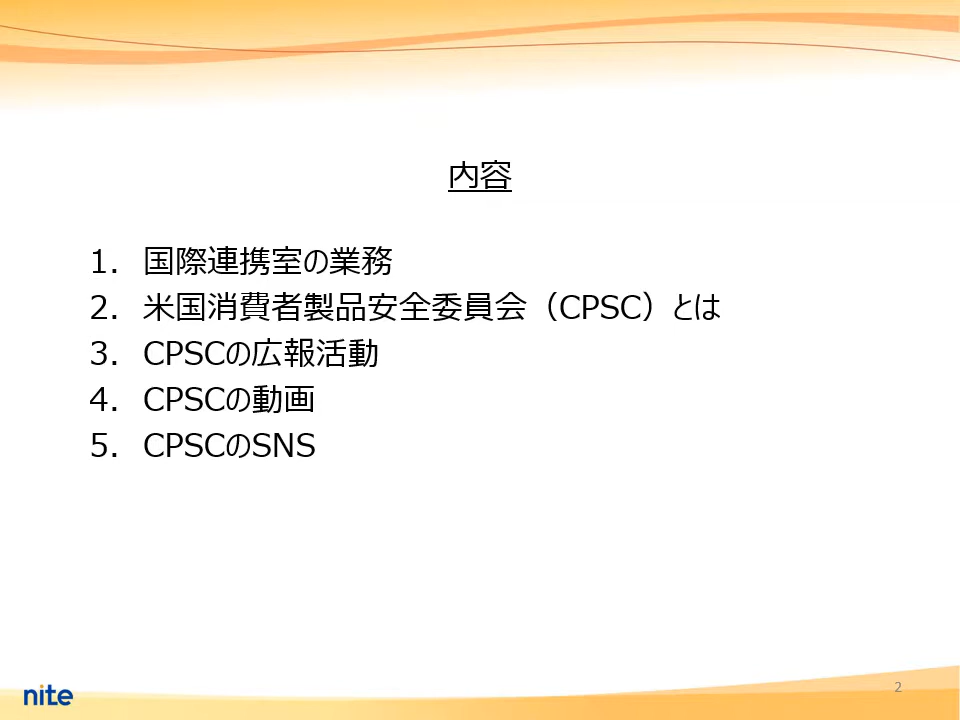 内容
1. 国際連携室の業務
2. 米国消費者製品安全委員会（CPSC）とは
3. CPSCの広報活動
4. CPSCの動画
5. CPSCのSNS
nite
2